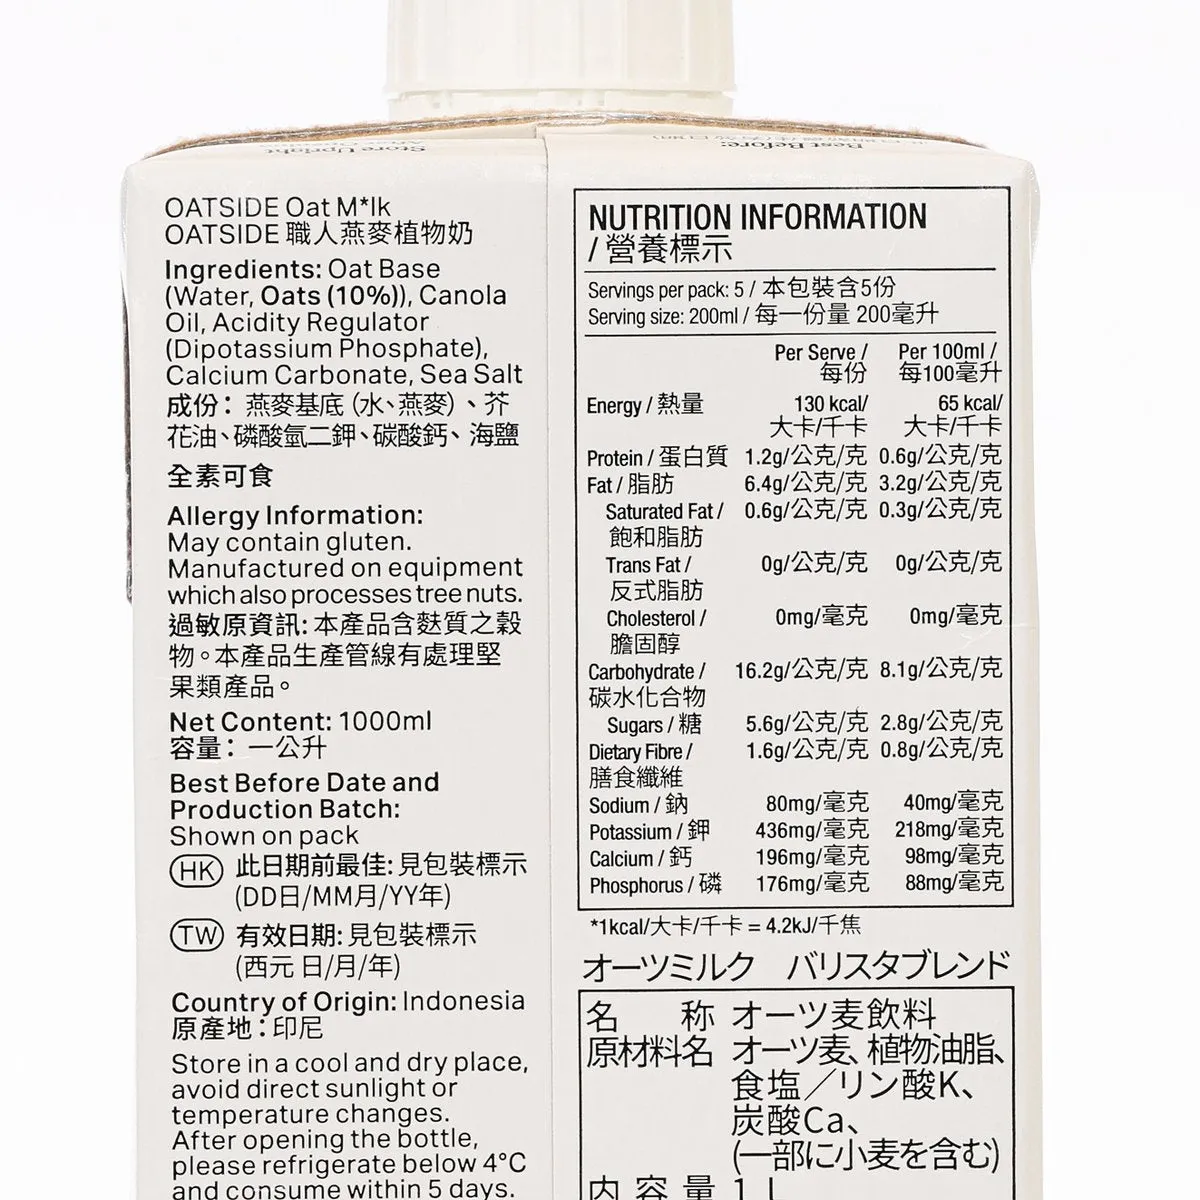 Store Upright
After Opening
Best Before:
OATSIDE Oat M*lk
OATSIDE 職人燕麥植物奶
Ingredients: Oat Base
(Water, Oats (10%)), Canola
Oil, Acidity Regulator
(Dipotassium Phosphate),
Calcium Carbonate, Sea Salt
成份：燕麥基底（水、燕麥）、芥
花油、磷酸氫二鉀、碳酸鈣、海鹽
全素可食
Allergy Information:
May contain gluten.
Manufactured on equipment
which also processes tree nuts.
過敏原資訊：本產品含麩質之穀
物。本產品生產管線有處理堅
果類產品。
Net Content: 1000ml
容量：一公升
Best Before Date and
Production Batch:
Shown on pack
HK 此日期前最佳：見包裝標示
(DD日/MM月/YY年)
TW 有效日期：見包裝標示
(西元 日/月/年)
Country of Origin: Indonesia
原產地：印尼
Store in a cool and dry place,
avoid direct sunlight or
temperature changes.
After opening the bottle,
please refrigerate below 4°C
and consume within 5 days.
NUTRITION INFORMATION
/ 營養標示
Servings per pack: 5 / 本包裝含5份
Serving size: 200ml / 每一份量 200毫升
Per Serve / Per 100ml /
每份 每100毫升
Energy / 熱量 130 kcal/ 65 kcal/
大卡/千卡 大卡/千卡
Protein / 蛋白質 1.2g/公克/克 0.6g/公克/克
Fat / 脂肪 6.4g/公克/克 3.2g/公克/克
Saturated Fat / 0.6g/公克/克 0.3g/公克/克
飽和脂肪
Trans Fat / 0g/公克/克 0g/公克/克
反式脂肪
Cholesterol / 0mg/毫克 0mg/毫克
膽固醇
Carbohydrate / 16.2g/公克/克 8.1g/公克/克
碳水化合物
Sugars / 糖 5.6g/公克/克 2.8g/公克/克
Dietary Fibre / 1.6g/公克/克 0.8g/公克/克
膳食纖維
Sodium / 鈉 80mg/毫克 40mg/毫克
Potassium / 鉀 436mg/毫克 218mg/毫克
Calcium / 鈣 196mg/毫克 98mg/毫克
Phosphorus / 磷 176mg/毫克 88mg/毫克
*1kcal/大卡/千卡 = 4.2kJ/千焦
オーツミルク バリスタブレンド
名 称 オーツ麦飲料
原材料名 オーツ麦、植物油脂、
食塩／リン酸K、
炭酸Ca、
(一部に小麦を含む)
内 容 量 1 L